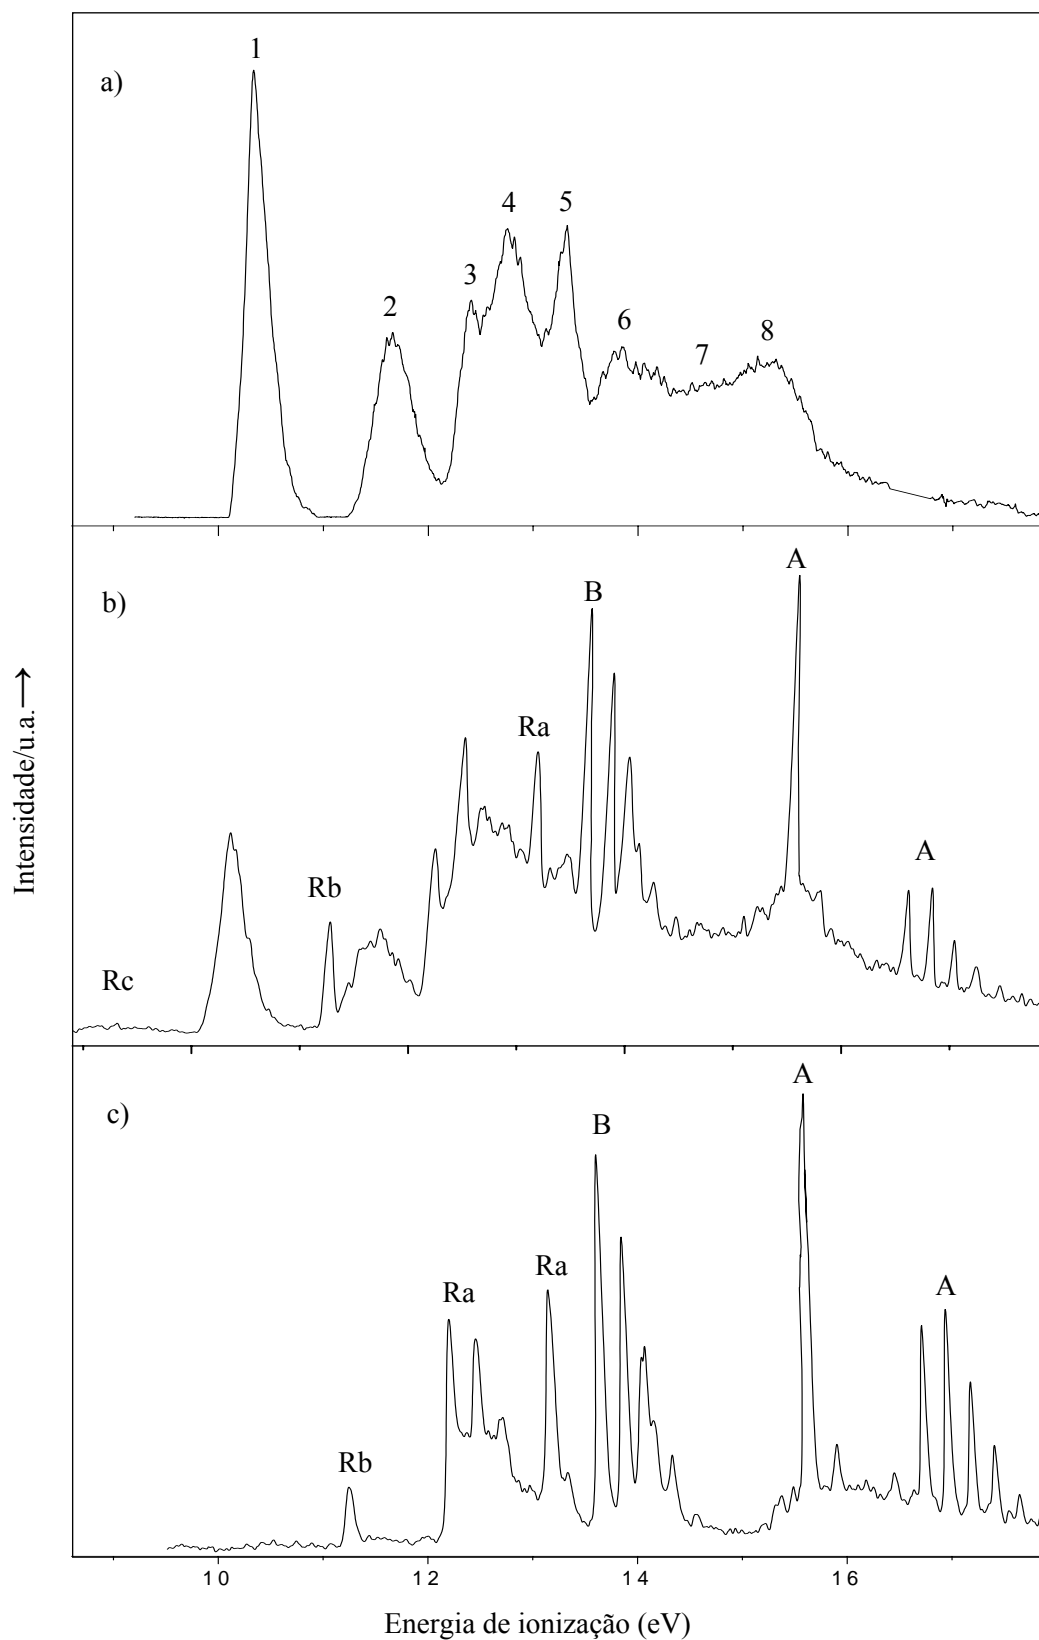 1
a)
4
5
3
2
6
8
7
A
b)
B
Ra
A
Rb
Rc
A
c)
B
Ra
Ra
A
Rb
10 12 14 16
Energia de ionização (eV)
Intensidade/u.a. →